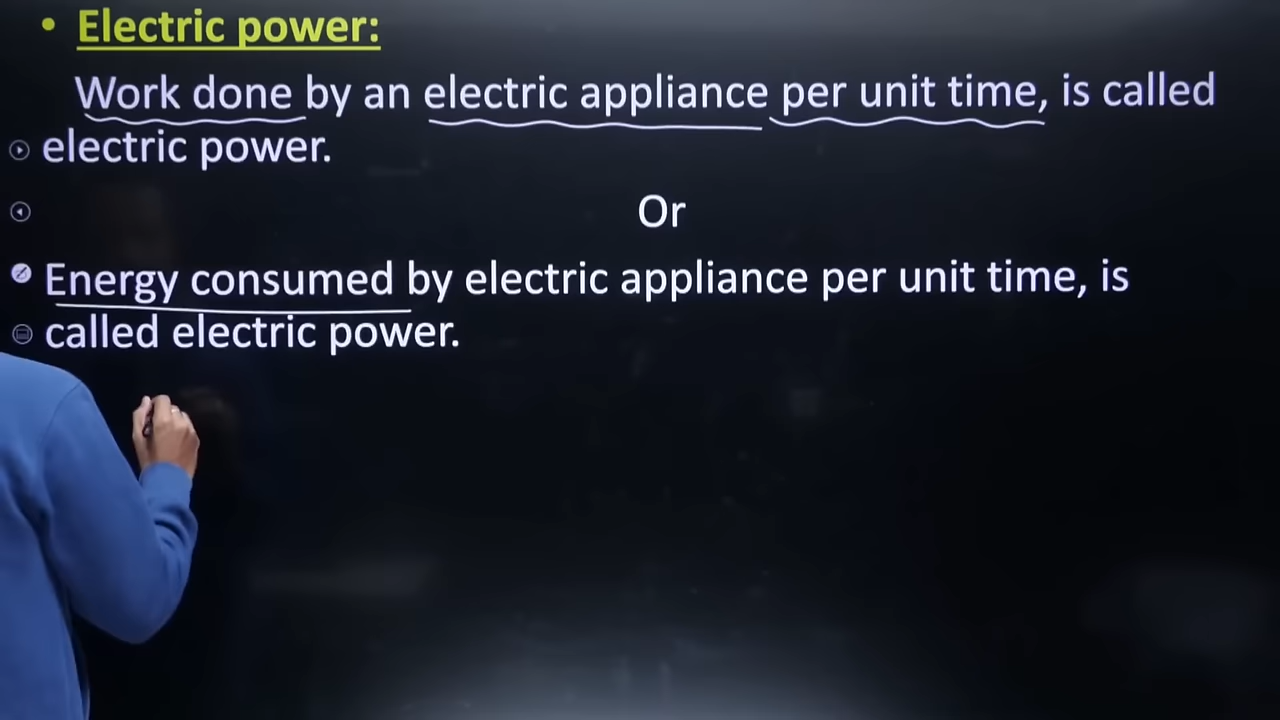 • Electric power:
Work done by an electric appliance per unit time, is called
electric power.
Or
Energy consumed by electric appliance per unit time, is
called electric power.